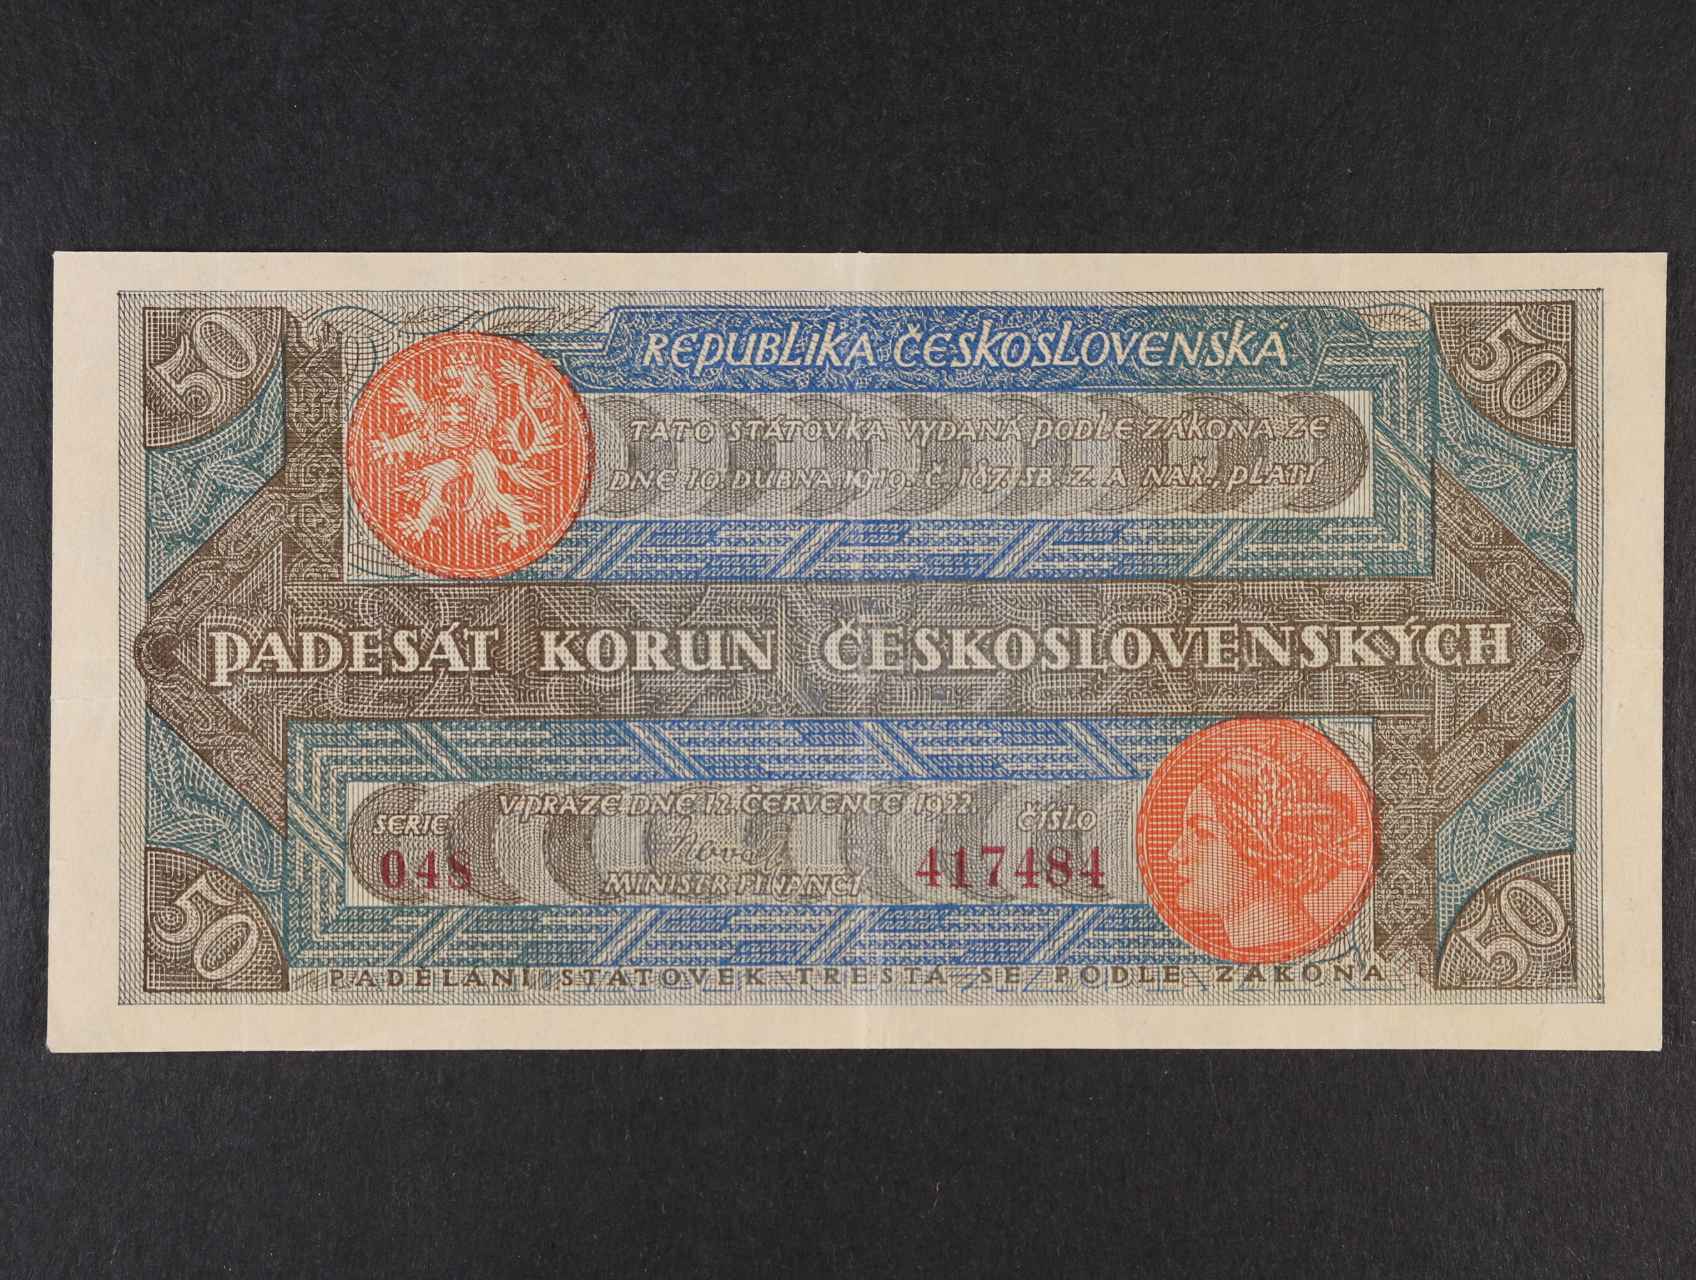 50
50
REPUBLIKA ČESKOSLOVENSKÁ
TATO STÁTOVKA VYDANÁ PODLE ZÁKONA ZE
DNE 10. DUBNA 1919. Č. 187. SB. Z. A NAŘ., PLATÍ
PADESÁT KORUN ČESKOSLOVENSKÝCH
V PRAZE DNE 12. ČERVENCE 1922.
SERIE
ČÍSLO
Novák
048
417484
MINISTR FINANCÍ
50
50
PADĚLÁNÍ STÁTOVEK TRESTÁ SE PODLE ZÁKONA